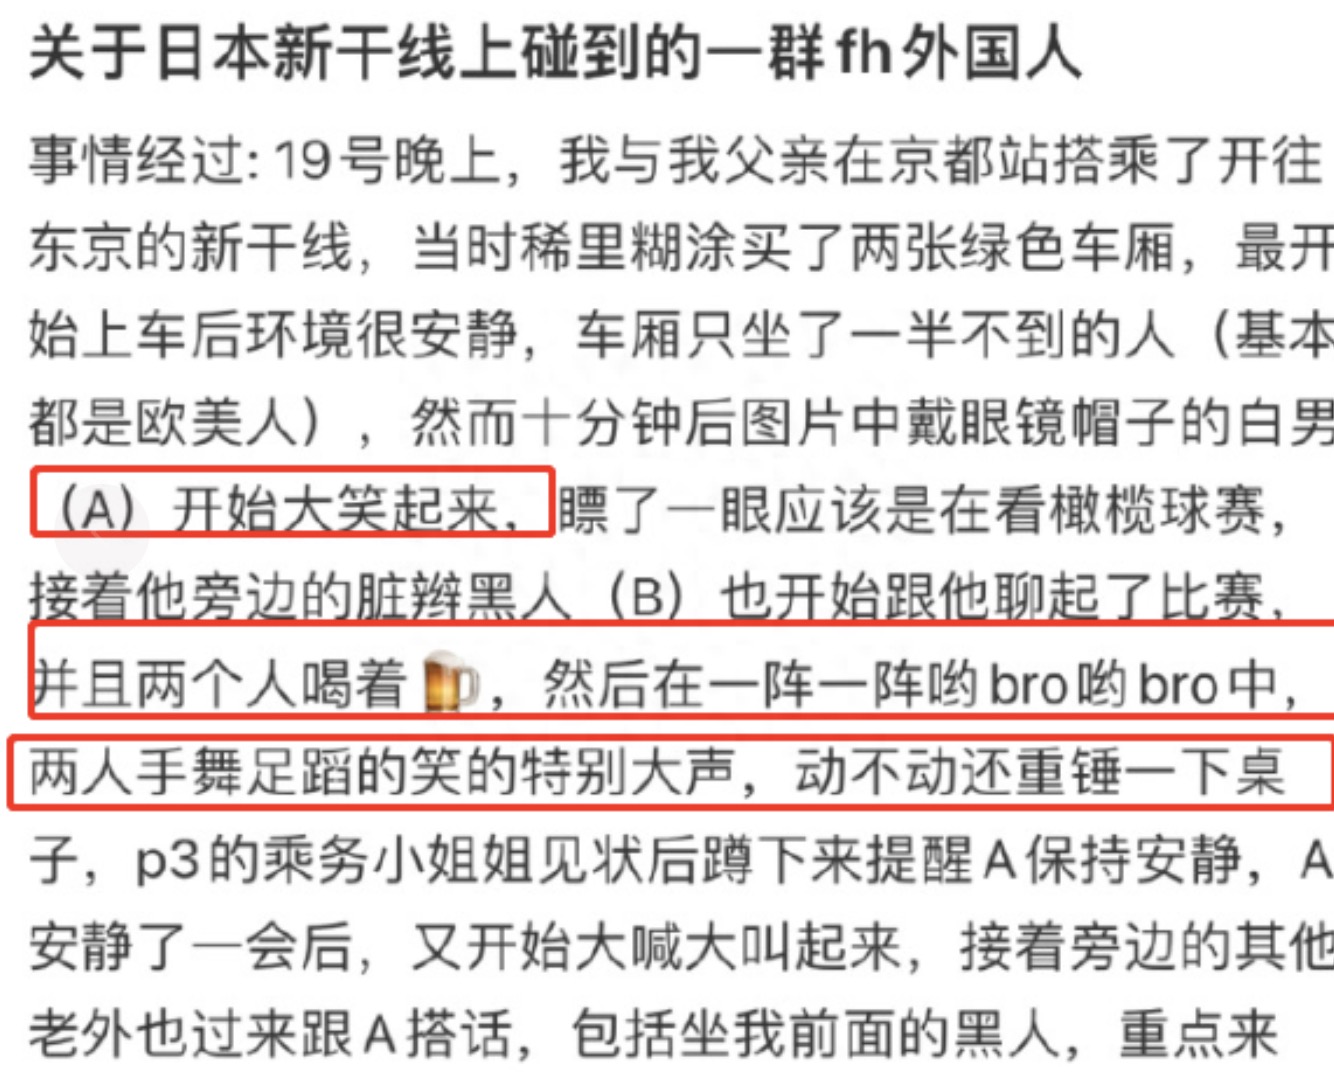 关于日本新干线上碰到的一群fh外国人
事情经过: 19号晚上，我与我父亲在京都站搭乘了开往
东京的新干线，当时稀里糊涂买了两张绿色车厢，最开
始上车后环境很安静，车厢只坐了一半不到的人（基本
都是欧美人），然而十分钟后图片中戴眼镜帽子的白男
（A）开始大笑起来，瞟了一眼应该是在看橄榄球赛，
接着他旁边的脏辫黑人（B）也开始跟他聊起了比赛，
并且两个人喝着🍺，然后在一阵一阵哟bro哟bro中，
两人手舞足蹈的笑的特别大声，动不动还重锤一下桌
子，p3的乘务小姐姐见状后蹲下来提醒A保持安静，A
安静了一会后，又开始大喊大叫起来，接着旁边的其他
老外也过来跟A搭话，包括坐我前面的黑人，重点来